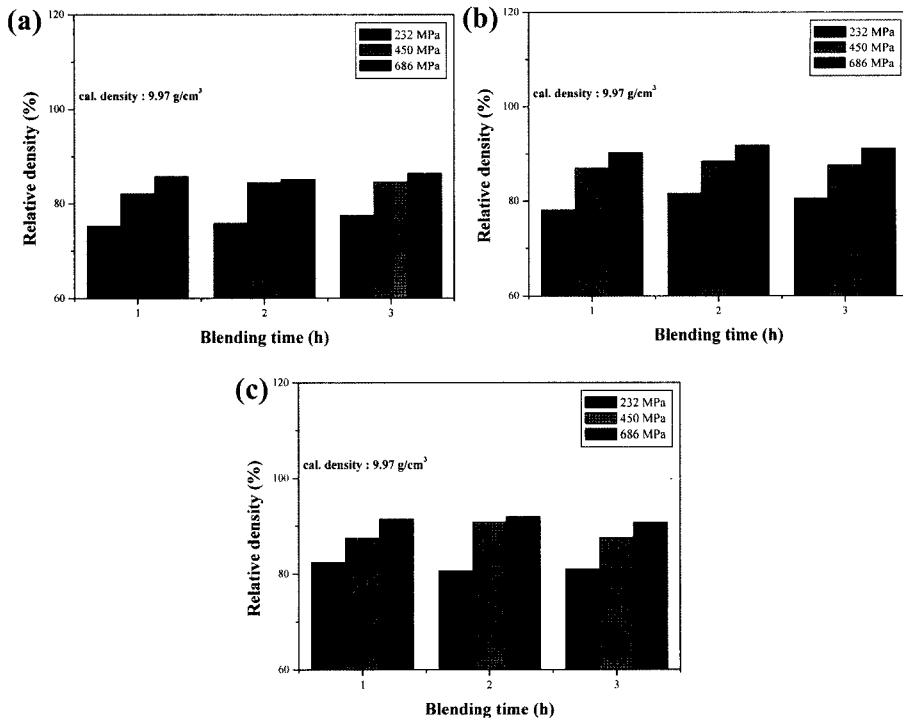 (a)
120
232 MPa
450 MPa
686 MPa
cal. density : 9.97 g/cm³
100
80
60
Relative density (%)
1 2 3
Blending time (h)
(b)
120
232 MPa
450 MPa
686 MPa
cal. density : 9.97 g/cm³
100
80
60
Relative density (%)
1 2 3
Blending time (h)
(c)
120
232 MPa
450 MPa
686 MPa
cal. density : 9.97 g/cm³
100
80
60
Relative density (%)
1 2 3
Blending time (h)